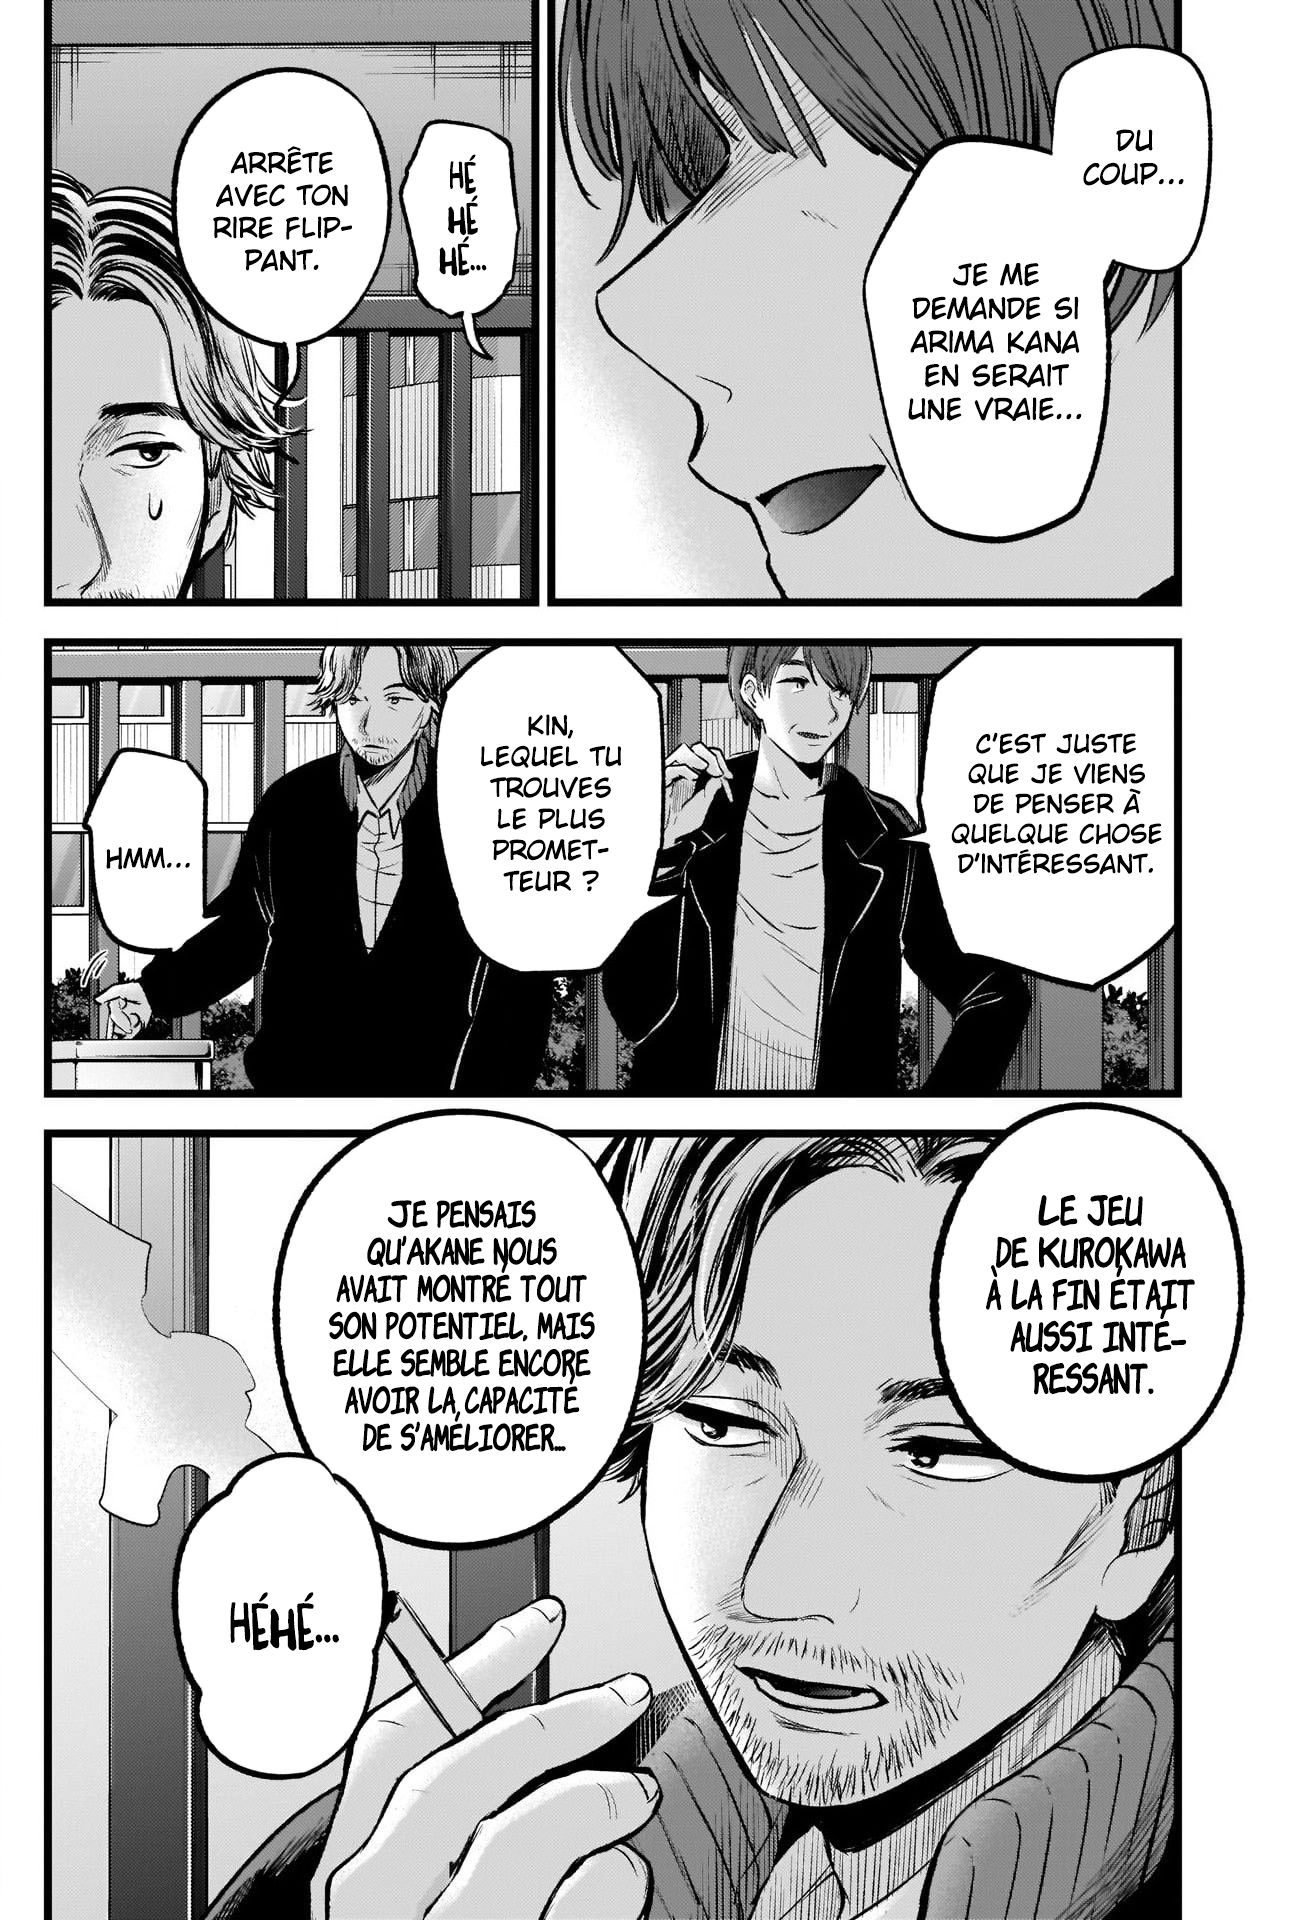 DU
COUP...
JE ME
DEMANDE SI
ARIMA KANA
EN SERAIT
UNE VRAIE...
HÉ
HÉ
HÉ...
ARRÊTE
AVEC TON
RIRE FLIP-
PANT.
C'EST JUSTE
QUE JE VIENS
DE PENSER À
QUELQUE CHOSE
D'INTÉRESSANT.
KIN,
LEQUEL TU
TROUVES
LE PLUS
PROMET-
TEUR ?
HMM...
LE JEU
DE KUROKAWA
À LA FIN ÉTAIT
AUSSI INTÉ-
RESSANT.
JE PENSAIS
QU'AKANE NOUS
AVAIT MONTRÉ TOUT
SON POTENTIEL, MAIS
ELLE SEMBLE ENCORE
AVOIR LA CAPACITÉ
DE S'AMÉLIORER...
HÉHÉ...